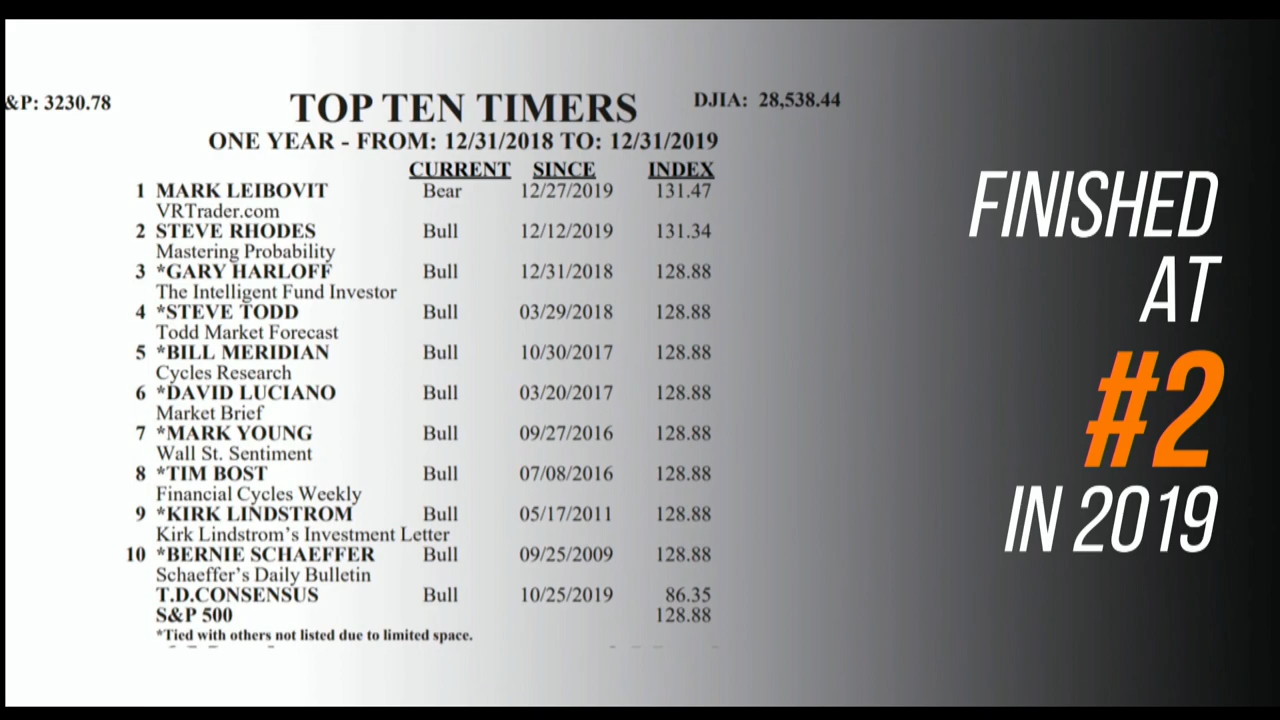 &P: 3230.78
TOP TEN TIMERS
DJIA: 28,538.44
ONE YEAR - FROM: 12/31/2018 TO: 12/31/2019
CURRENT SINCE INDEX
1 MARK LEIBOVIT Bear 12/27/2019 131.47
VRTrader.com
2 STEVE RHODES Bull 12/12/2019 131.34
Mastering Probability
3 *GARY HARLOFF Bull 12/31/2018 128.88
The Intelligent Fund Investor
4 *STEVE TODD Bull 03/29/2018 128.88
Todd Market Forecast
5 *BILL MERIDIAN Bull 10/30/2017 128.88
Cycles Research
6 *DAVID LUCIANO Bull 03/20/2017 128.88
Market Brief
7 *MARK YOUNG Bull 09/27/2016 128.88
Wall St. Sentiment
8 *TIM BOST Bull 07/08/2016 128.88
Financial Cycles Weekly
9 *KIRK LINDSTROM Bull 05/17/2011 128.88
Kirk Lindstrom's Investment Letter
10 *BERNIE SCHAEFFER Bull 09/25/2009 128.88
Schaeffer's Daily Bulletin
T.D.CONSENSUS Bull 10/25/2019 86.35
S&P 500 128.88
*Tied with others not listed due to limited space.
FINISHED
AT
#2
IN 2019